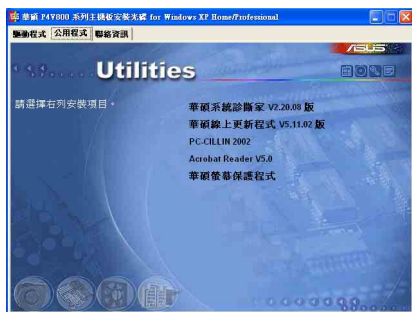 華碩 P4V800 系列主機板安裝光碟 for Windows XP Home/Professional
驅動程式 公用程式 聯絡資訊
ASUS
Utilities
請選擇右列安裝項目。
華碩系統診斷家 V2.20.08 版
華碩線上更新程式 V5.11.02 版
PC-CILLIN 2002
Acrobat Reader V5.0
華碩螢幕保護程式